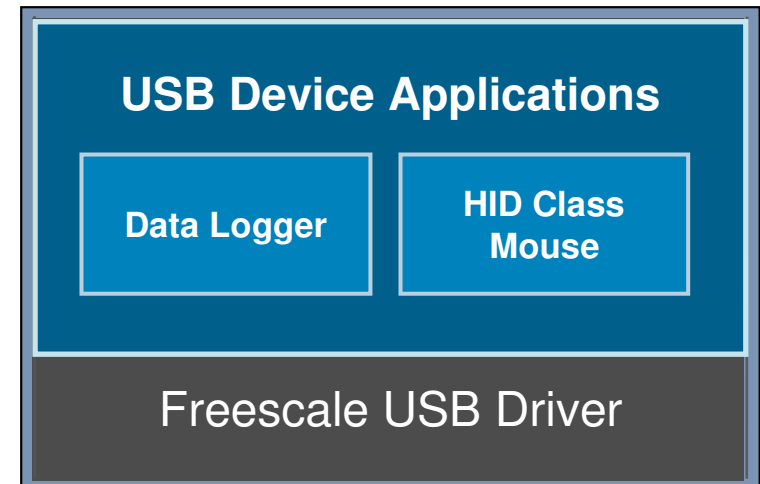 USB Device Applications
Data Logger
HID Class
Mouse
Freescale USB Driver